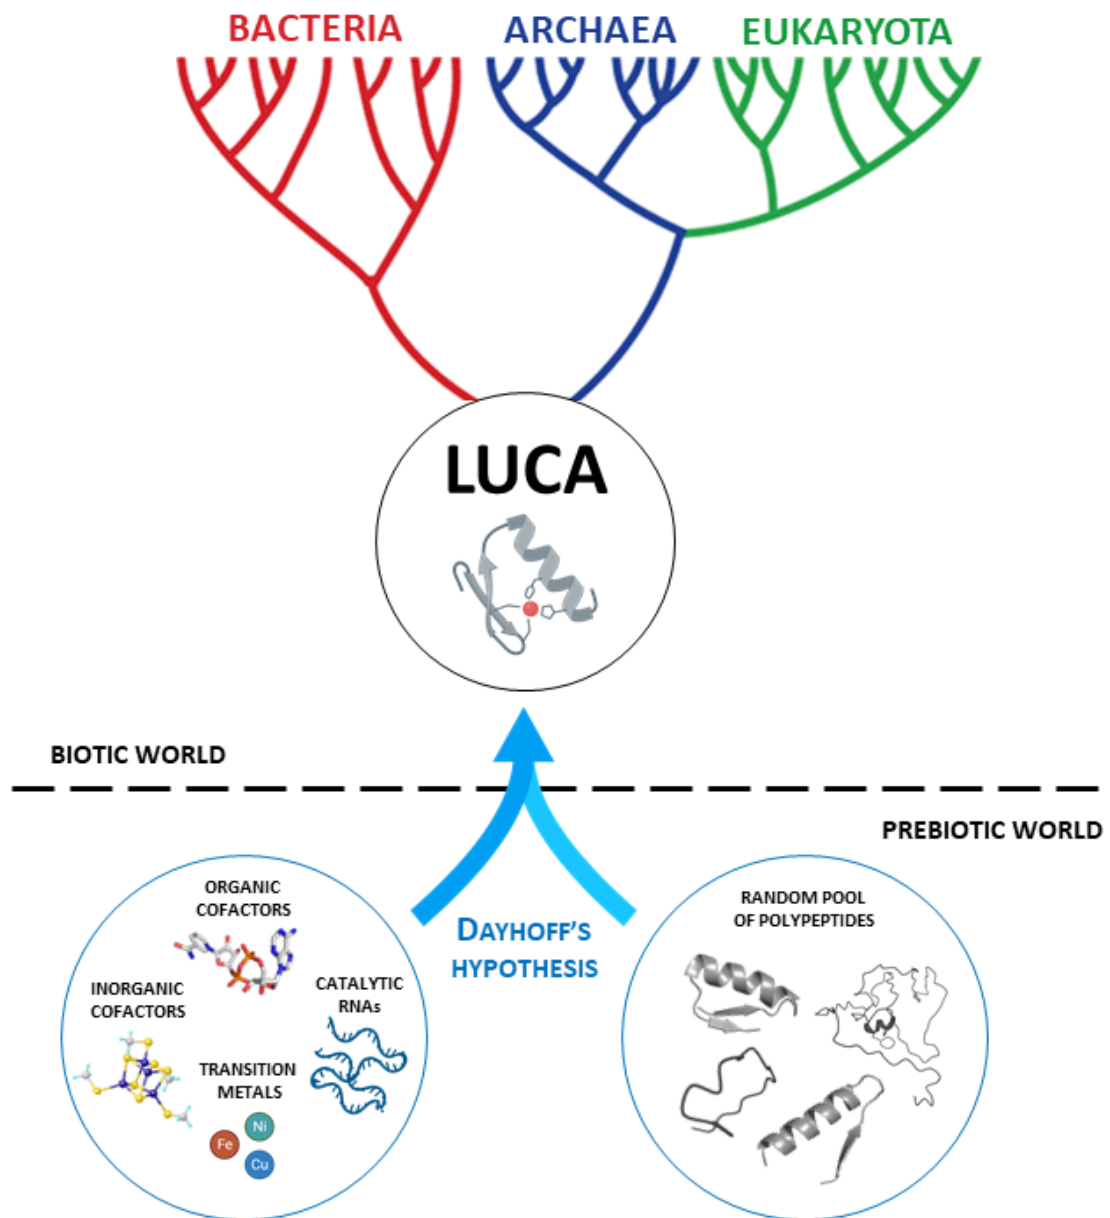 BACTERIA
ARCHAEA
EUKARYOTA
LUCA
BIOTIC WORLD
PREBIOTIC WORLD
ORGANIC
COFACTORS
INORGANIC
COFACTORS
CATALYTIC
RNAs
TRANSITION
METALS
Ni
Fe
Cu
DAYHOFF'S
HYPOTHESIS
RANDOM POOL
OF POLYPEPTIDES